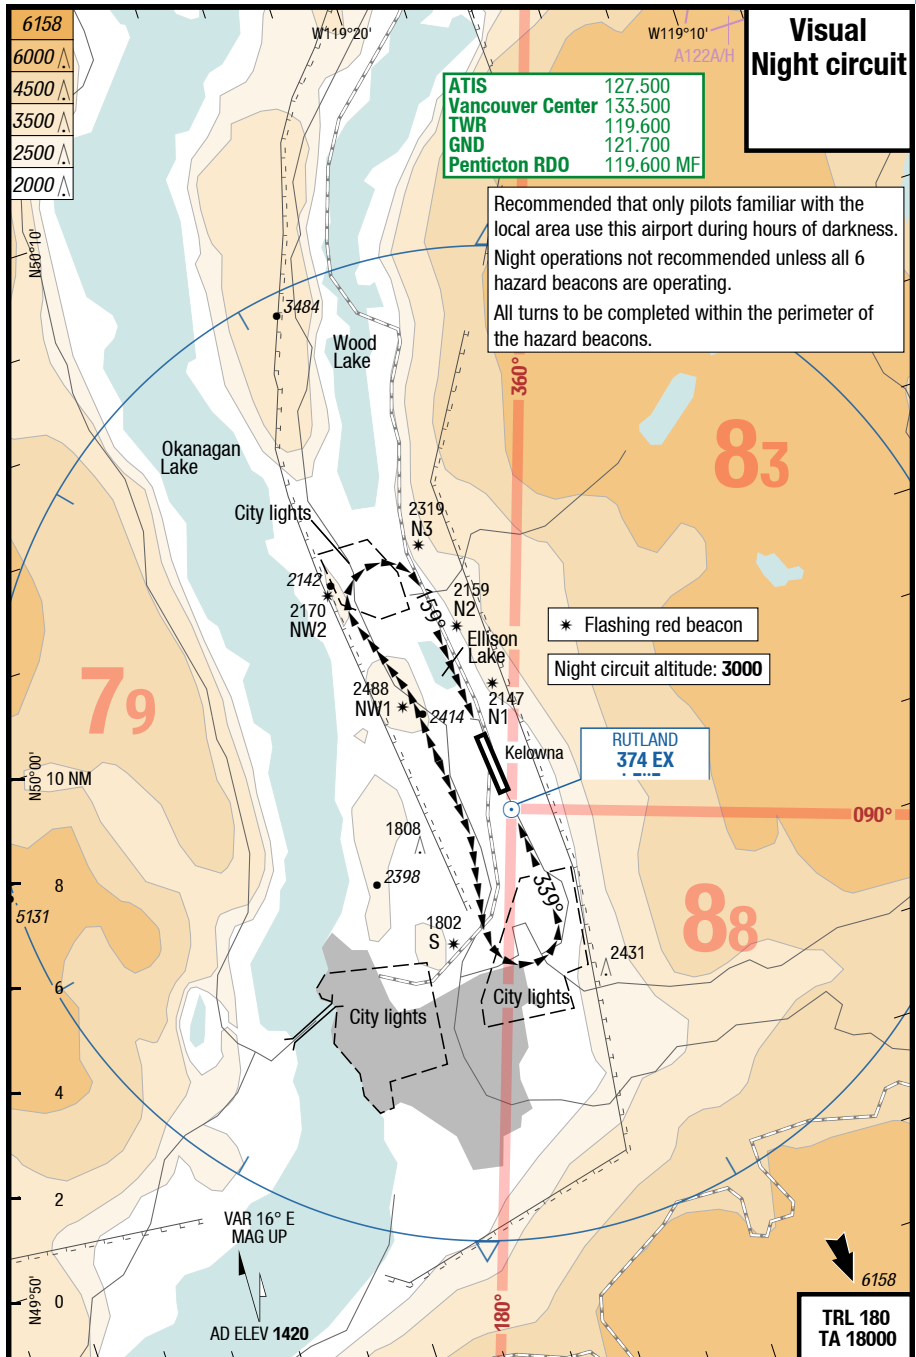 6158
6000
4500
3500
2500
2000
W119°20'
W119°10'
A122A/H
Visual
Night circuit
ATIS 127.500
Vancouver Center 133.500
TWR 119.600
GND 121.700
Penticton RDO 119.600 MF
Recommended that only pilots familiar with the
local area use this airport during hours of darkness.
Night operations not recommended unless all 6
hazard beacons are operating.
All turns to be completed within the perimeter of
the hazard beacons.
N50°10'
3484
Wood
Lake
360°
Okanagan
Lake
83
City lights
2319
N3
2142
2170
NW2
159°
2159
N2
Flashing red beacon
Ellison
Lake
Night circuit altitude: 3000
79
2488
NW1
2414
2147
N1
Kelowna
RUTLAND
374 EX
N50°00'
10 NM
090°
1808
2398
8
339°
5131
88
1802
S
2431
6
City lights
City lights
4
2
VAR 16° E
MAG UP
6158
N49°50'
0
180°
AD ELEV 1420
TRL 180
TA 18000